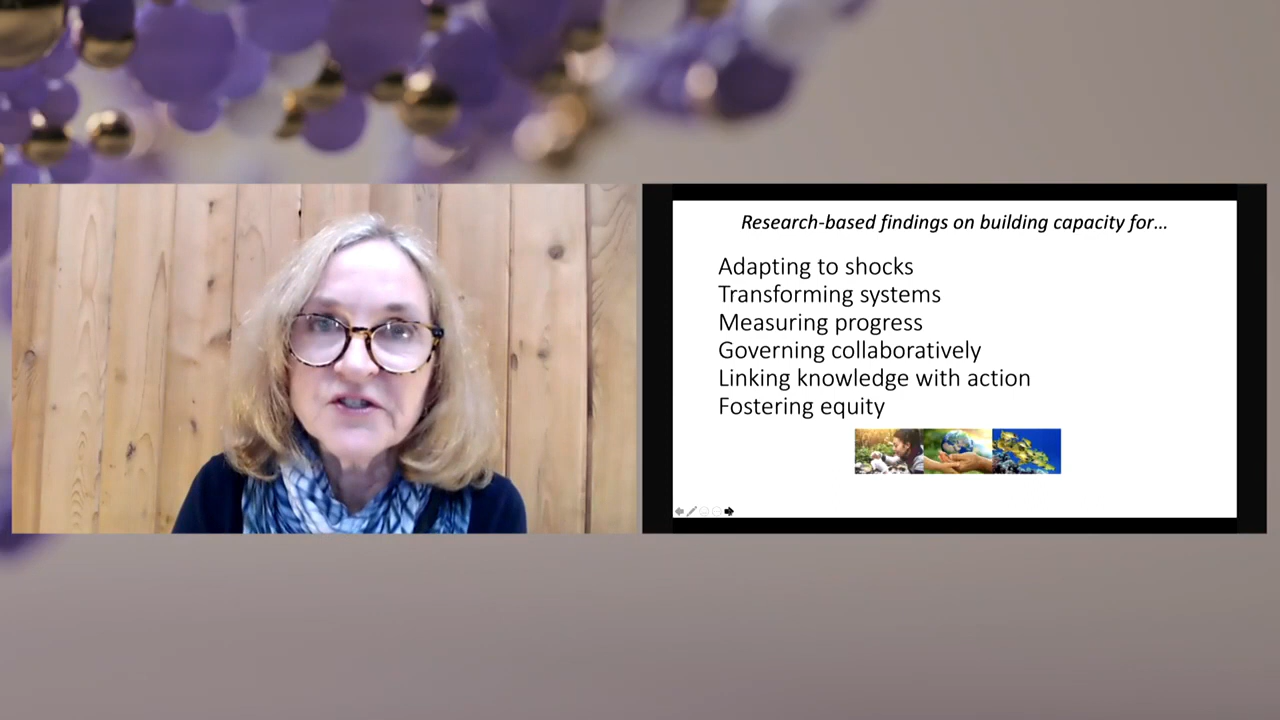 Research-based findings on building capacity for...
Adapting to shocks
Transforming systems
Measuring progress
Governing collaboratively
Linking knowledge with action
Fostering equity